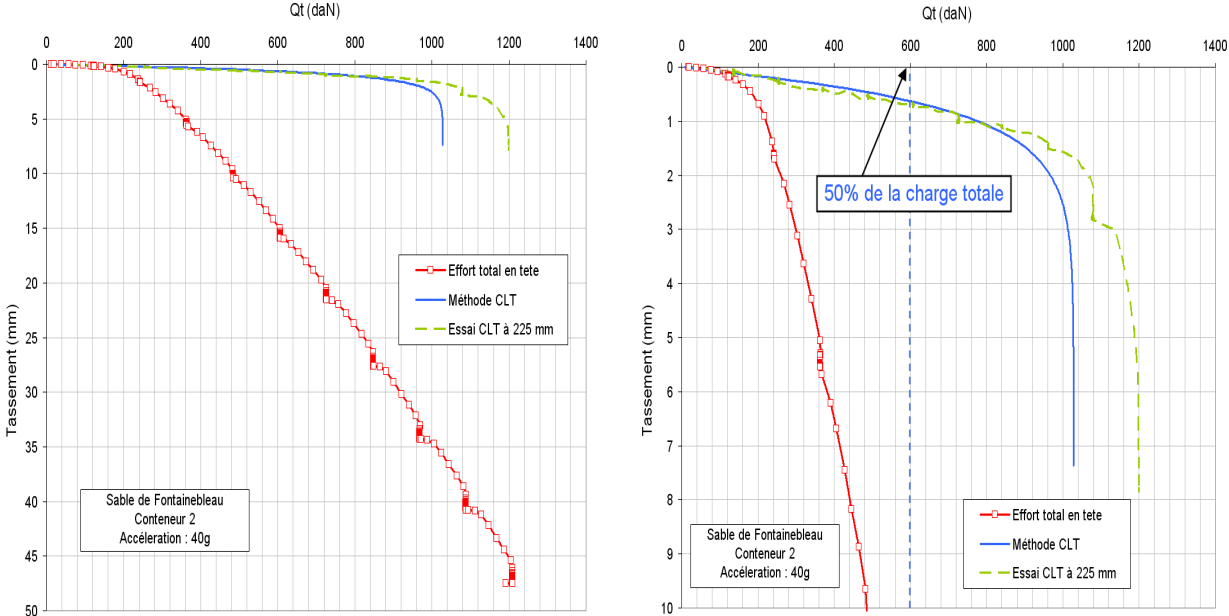 Qt (daN)
0 200 400 600 800 1000 1200 1400
0
5
10
15
20
25
30
35
40
45
50
Tassement (mm)
Effort total en tete
Méthode CLT
Essai CLT à 225 mm
Sable de Fontainebleau
Conteneur 2
Accéleration : 40g
Qt (daN)
0 200 400 600 800 1000 1200 1400
0
1
2
3
4
5
6
7
8
9
10
Tassement (mm)
50% de la charge totale
Effort total en tete
Méthode CLT
Essai CLT à 225 mm
Sable de Fontainebleau
Conteneur 2
Accéleration : 40g